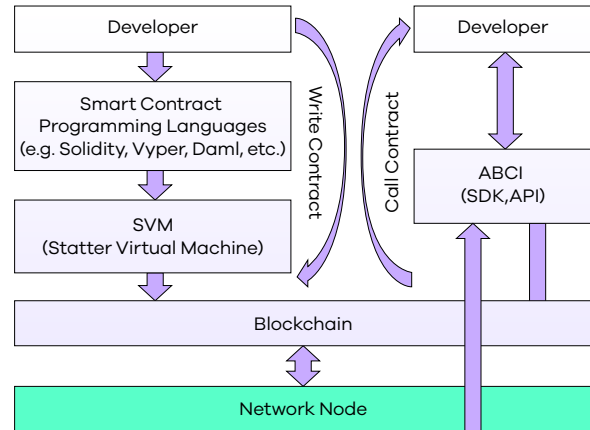 Developer
Developer
Smart Contract
Programming Languages
(e.g. Solidity, Vyper, Daml, etc.)
Write Contract
Call Contract
ABCI
(SDK,API)
SVM
(Statter Virtual Machine)
Blockchain
Network Node